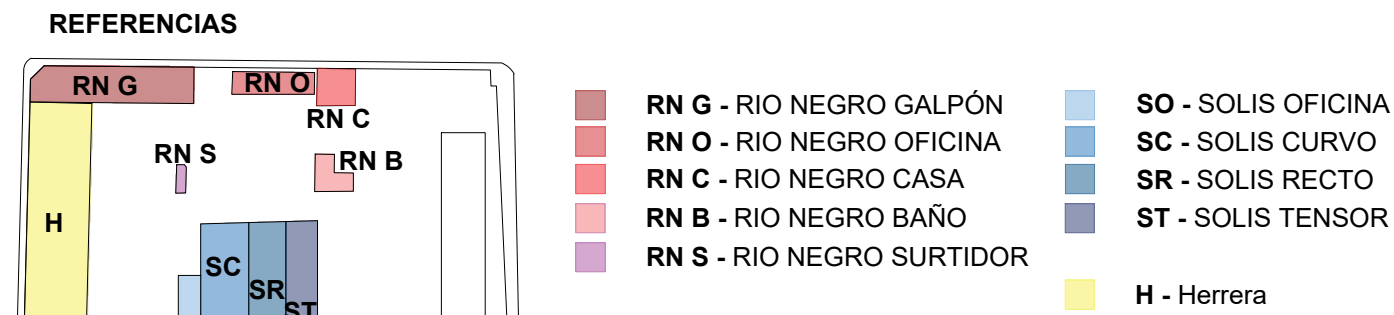 REFERENCIAS
RN G
RN O
RN C
RN S
RN B
H
SC
SR
ST
RN G - RIO NEGRO GALPÓN
RN O - RIO NEGRO OFICINA
RN C - RIO NEGRO CASA
RN B - RIO NEGRO BAÑO
RN S - RIO NEGRO SURTIDOR
SO - SOLIS OFICINA
SC - SOLIS CURVO
SR - SOLIS RECTO
ST - SOLIS TENSOR
H - Herrera